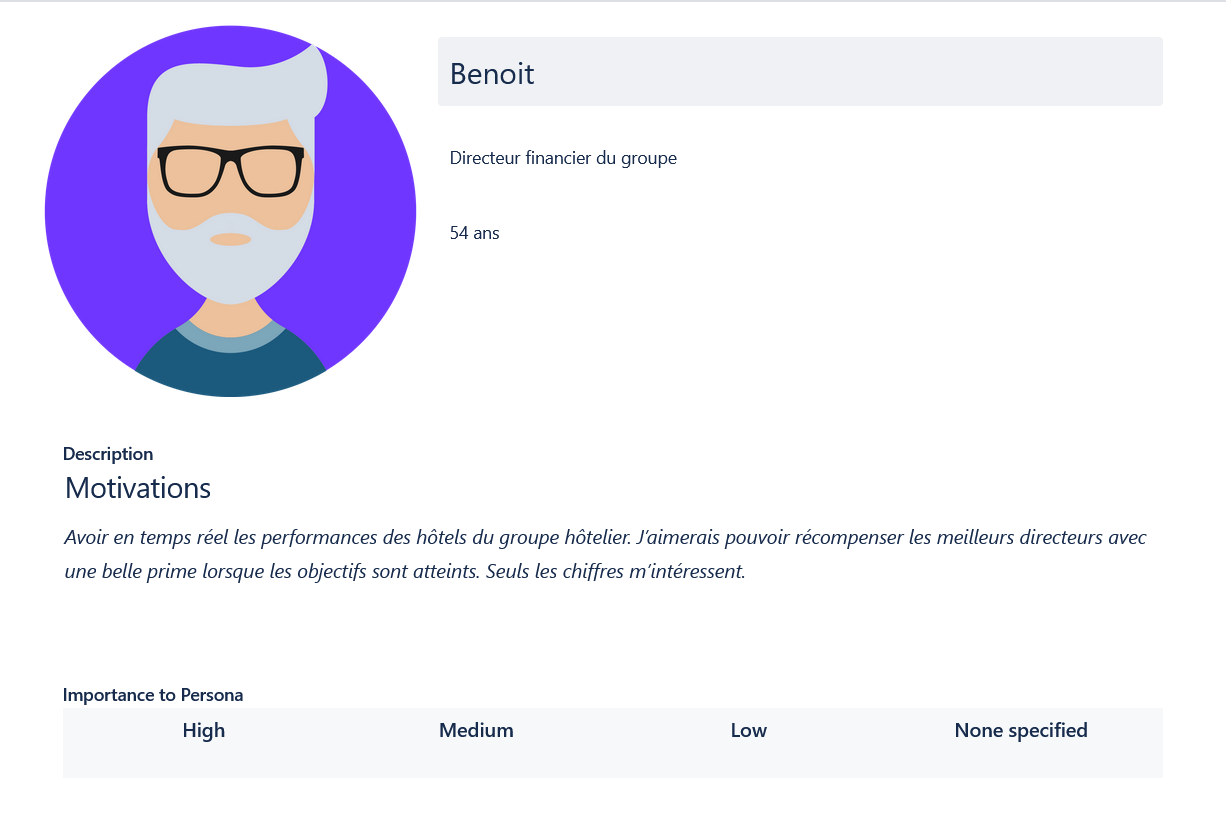 Benoit
Directeur financier du groupe
54 ans
Description
Motivations
Avoir en temps réel les performances des hôtels du groupe hôtelier. J’aimerais pouvoir récompenser les meilleurs directeurs avec
une belle prime lorsque les objectifs sont atteints. Seuls les chiffres m’intéressent.
Importance to Persona
High Medium Low None specified